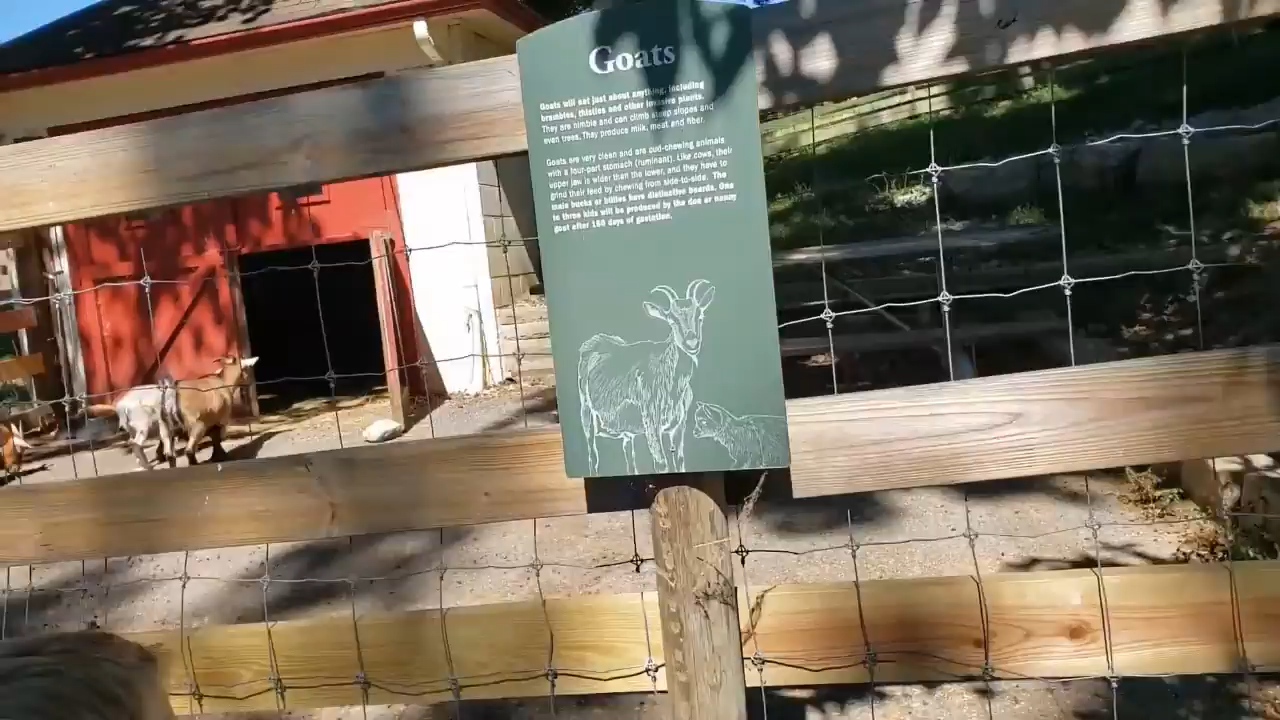 Goats
Goats will eat just about anything, including
brambles, thistles and other invasive plants.
They are nimble and can climb steep slopes and
even trees. They produce milk, meat and fiber.
Goats are very clean and are cud-chewing animals
with a four-part stomach (ruminant). Like cows, their
upper jaw is wider than the lower, and they have to
grind their feed by chewing from side-to-side. The
male bucks or billies have distinctive beards. One
to three kids will be produced by the doe or nanny
goat after 150 days of gestation.